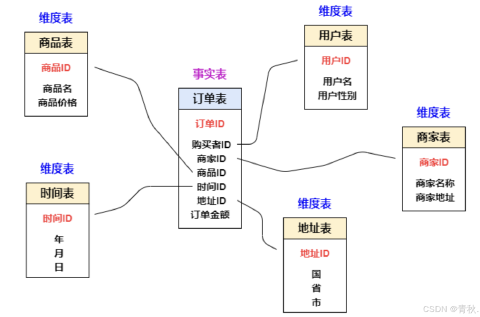 维度表
商品表
商品ID
商品名
商品价格
维度表
用户表
用户ID
用户名
用户性别
事实表
订单表
订单ID
购买者ID
商家ID
商品ID
时间ID
地址ID
订单金额
维度表
商家表
商家ID
商家名称
商家地址
维度表
时间表
时间ID
年
月
日
维度表
地址表
地址ID
国
省
市
CSDN @青秋.